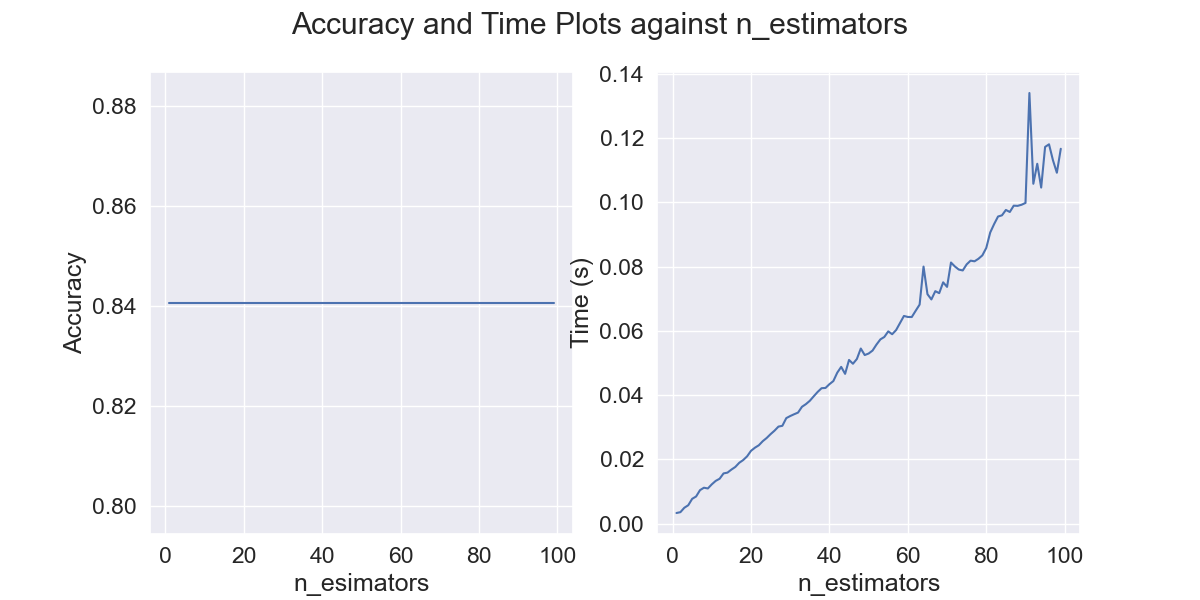 Accuracy and Time Plots against n_estimators
Accuracy
0.88
0.86
0.84
0.82
0.80
0 20 40 60 80 100
n_esimators
Time (s)
0.14
0.12
0.10
0.08
0.06
0.04
0.02
0.00
0 20 40 60 80 100
n_estimators